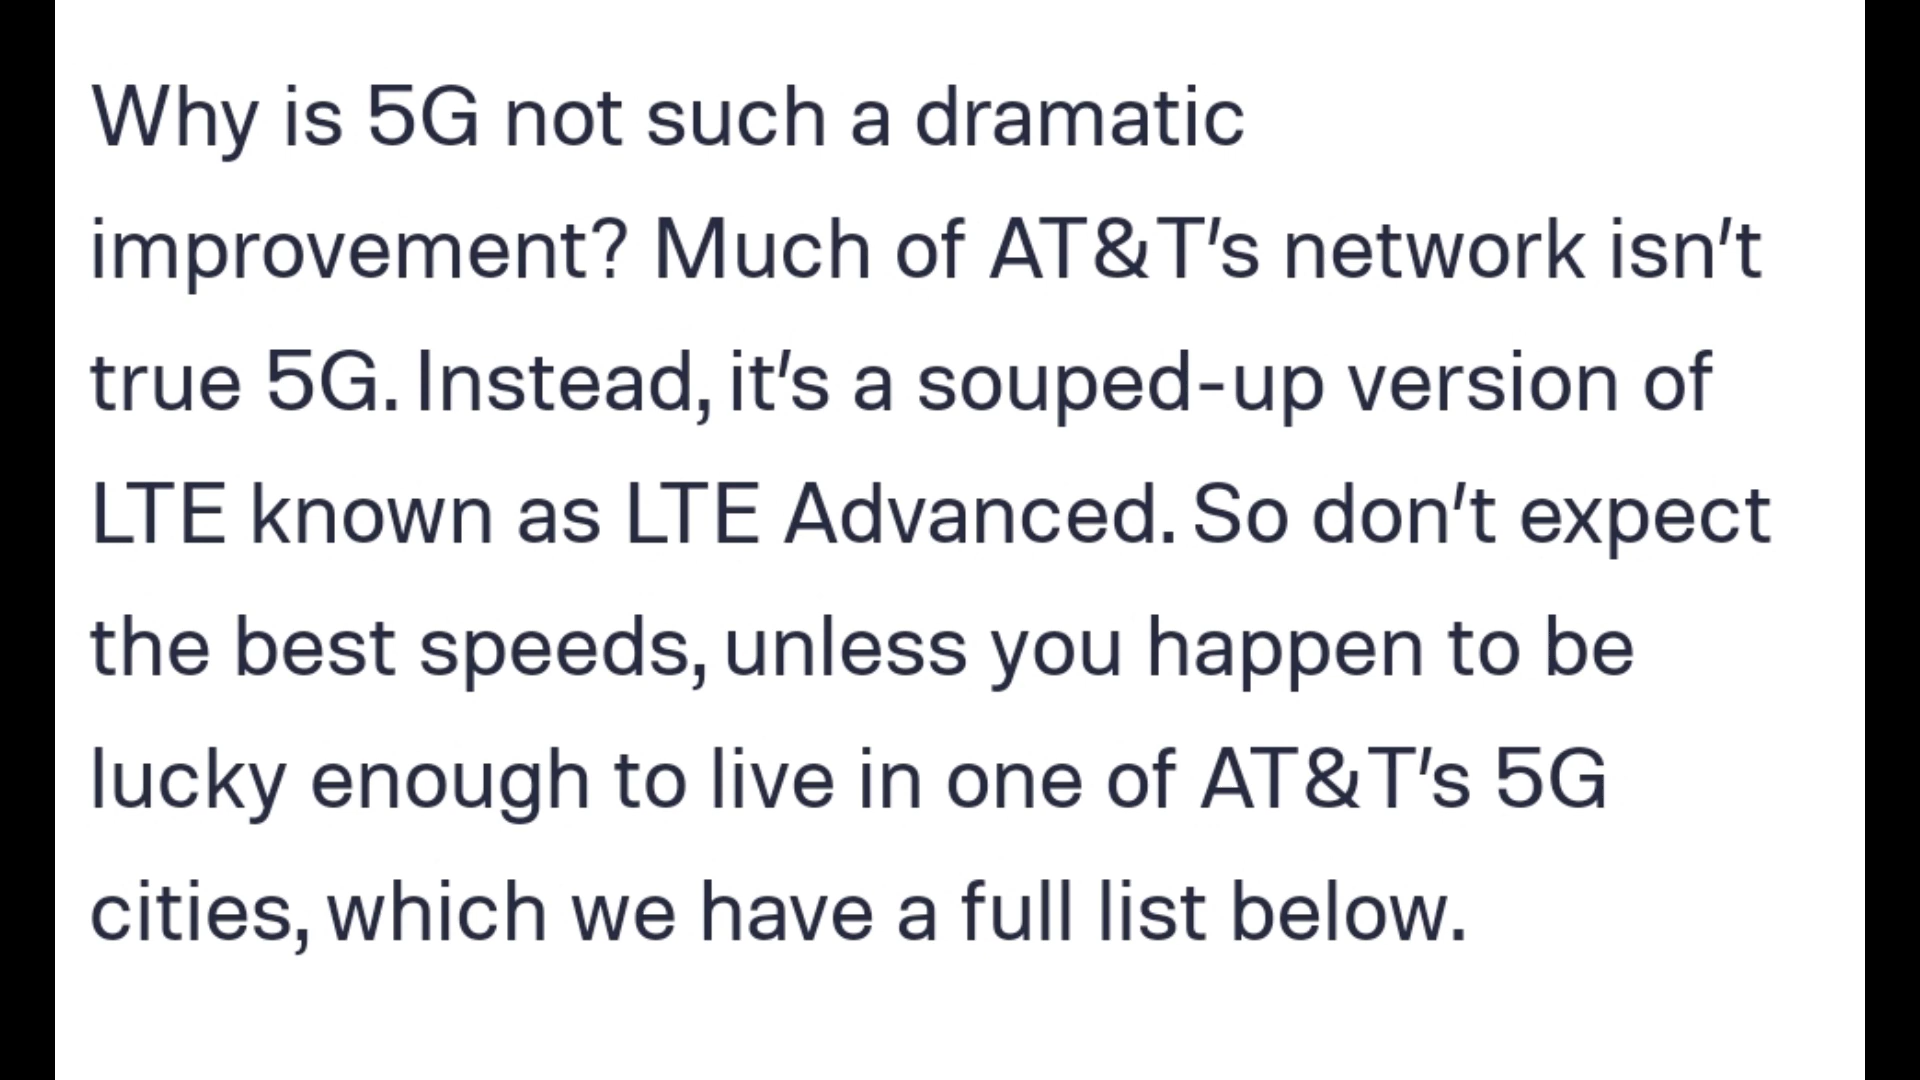 Why is 5G not such a dramatic
improvement? Much of AT&T’s network isn’t
true 5G. Instead, it’s a souped-up version of
LTE known as LTE Advanced. So don’t expect
the best speeds, unless you happen to be
lucky enough to live in one of AT&T’s 5G
cities, which we have a full list below.